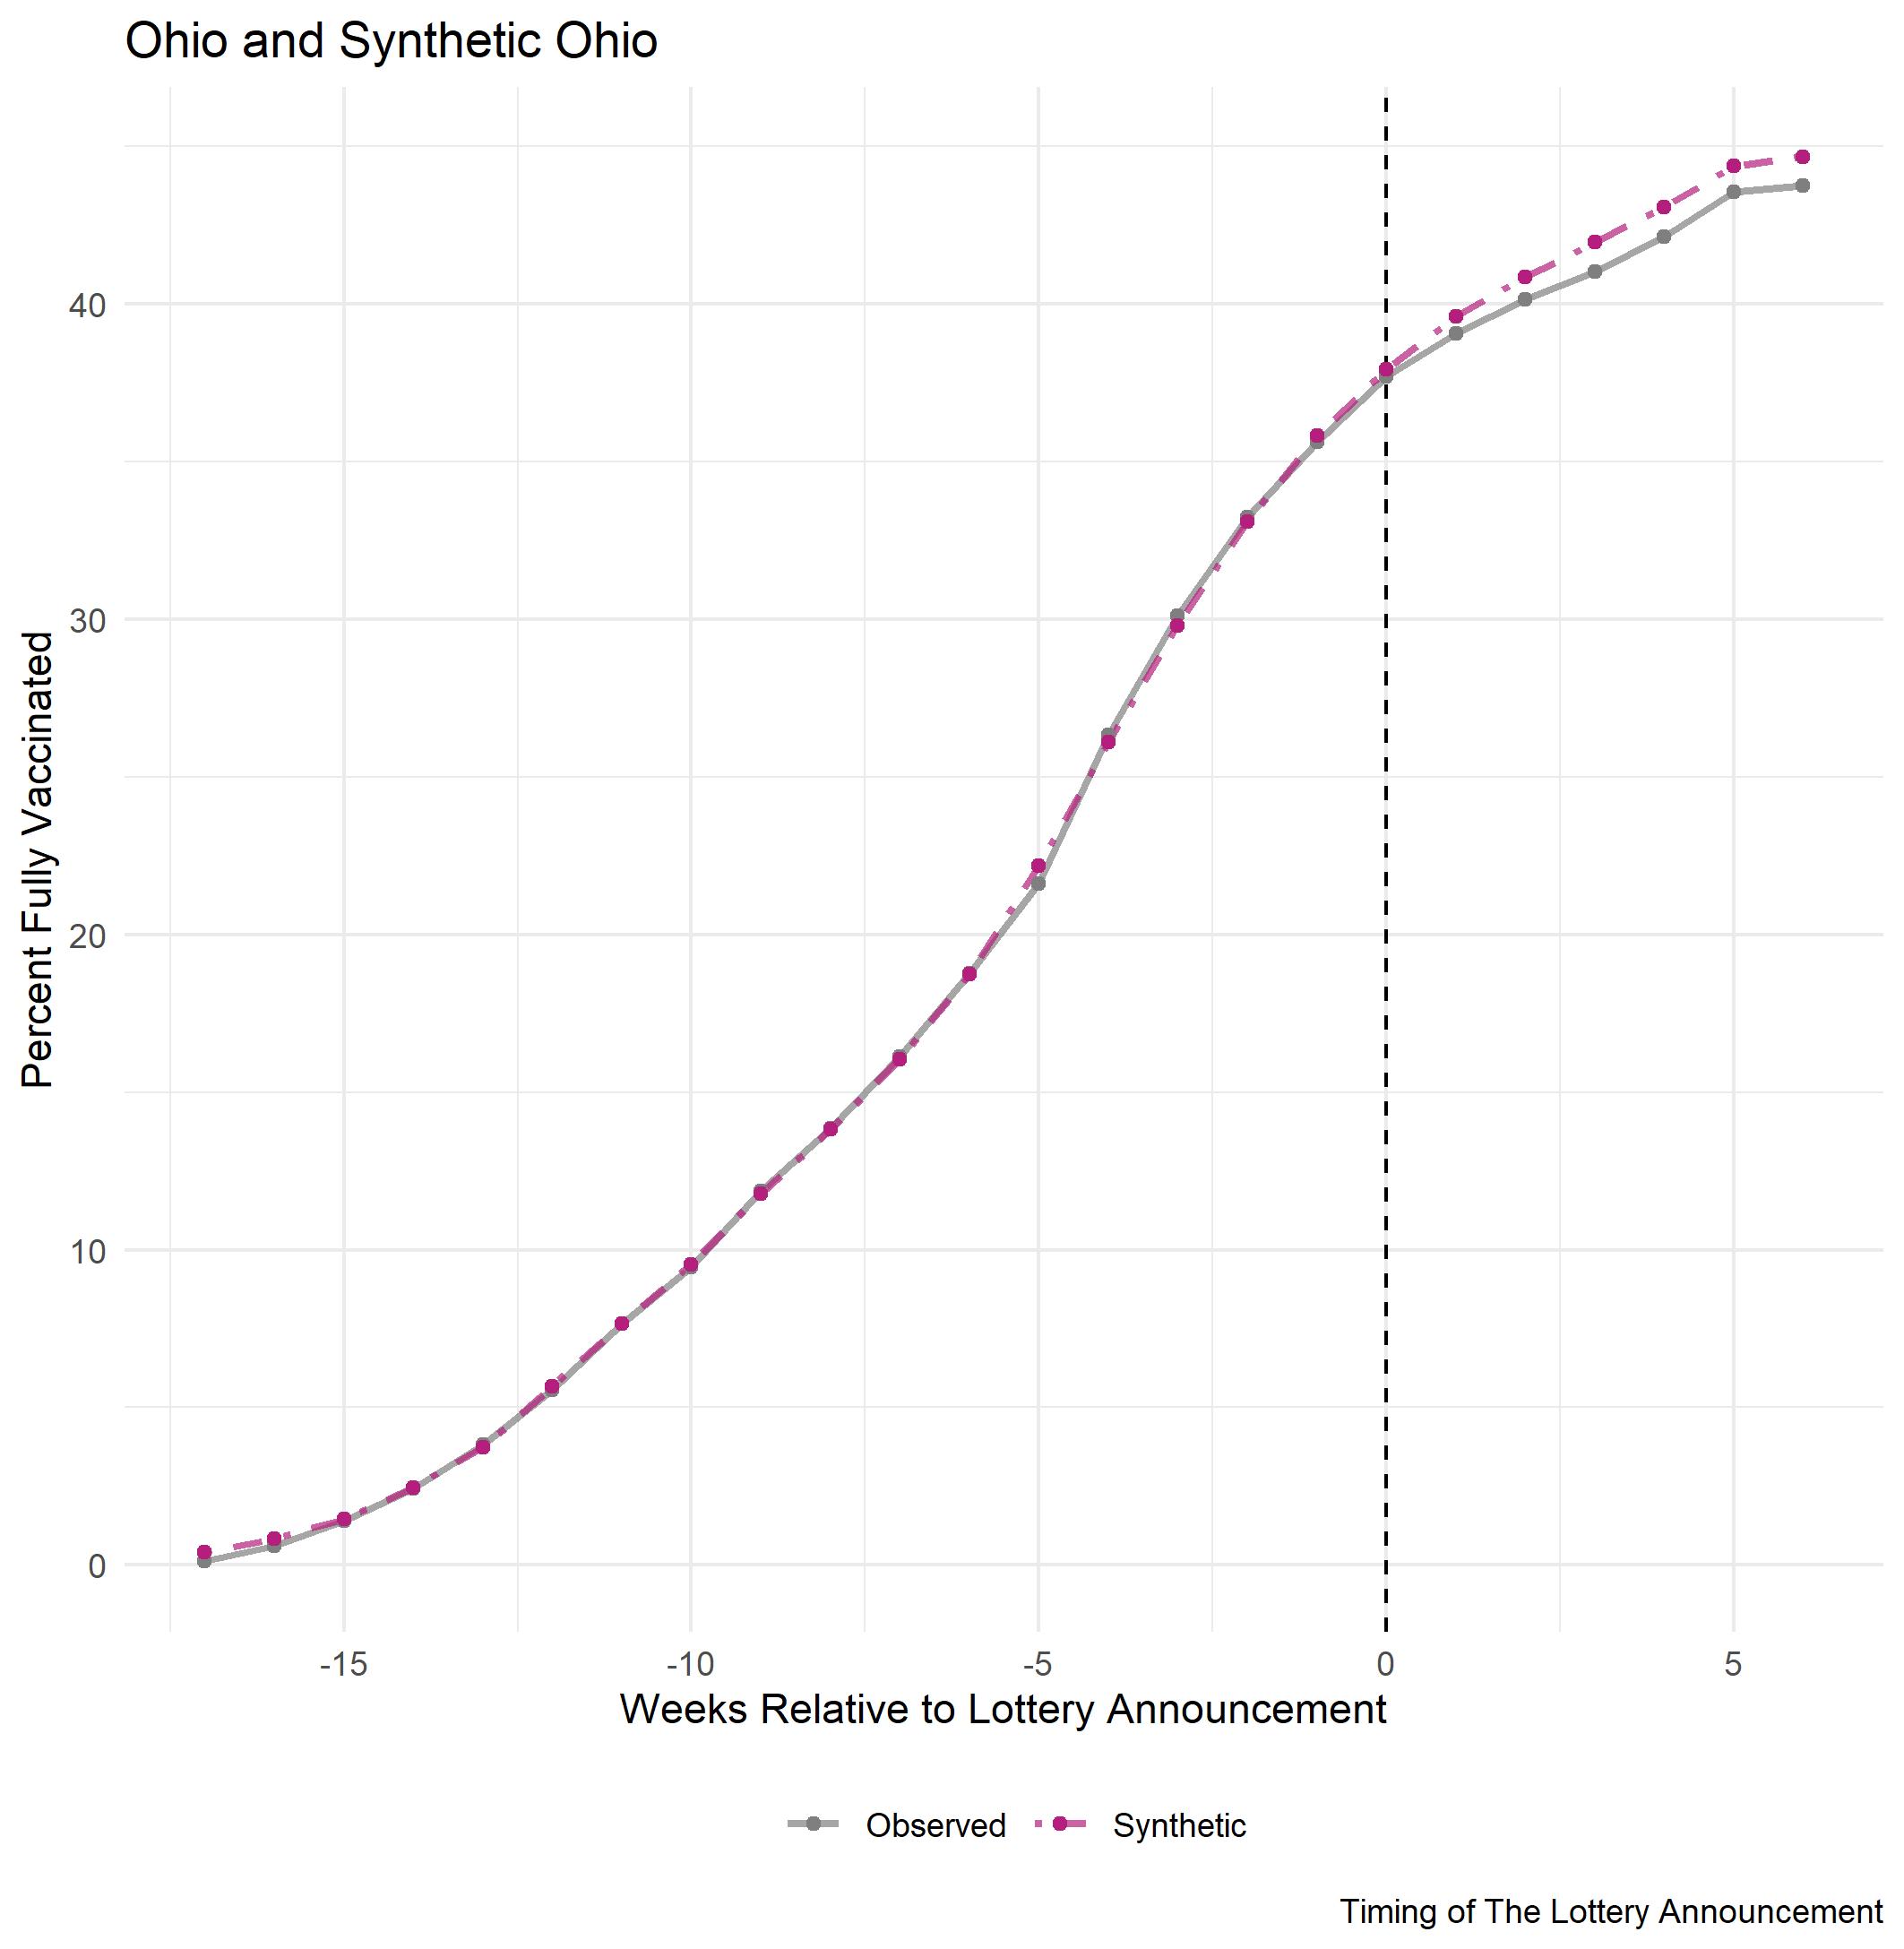 Ohio and Synthetic Ohio
Percent Fully Vaccinated
40
30
20
10
0
-15 -10 -5 0 5
Weeks Relative to Lottery Announcement
Observed Synthetic
Timing of The Lottery Announcement